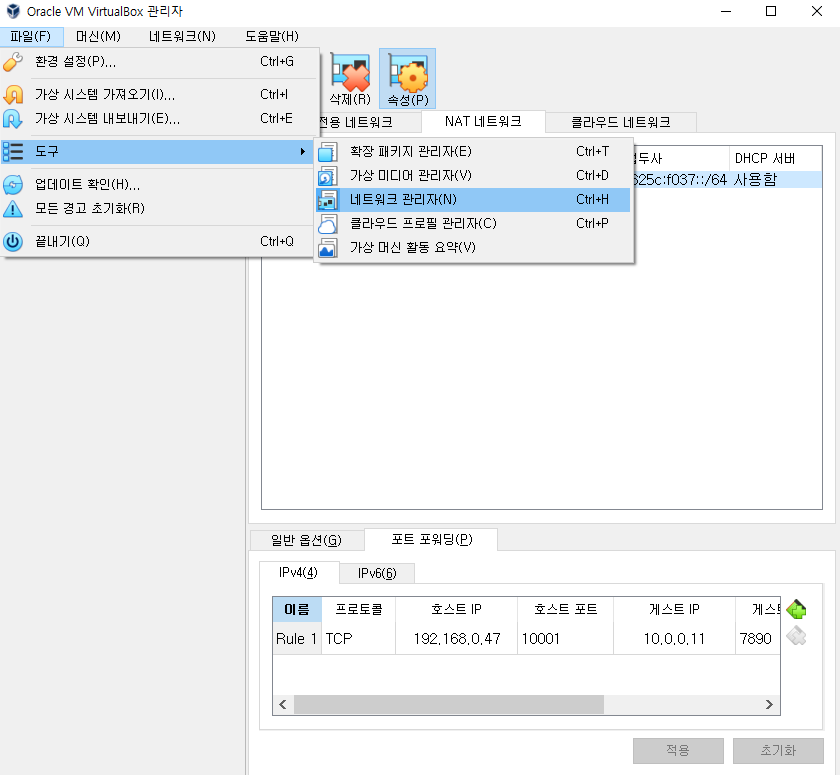 Oracle VM VirtualBox 관리자
파일(F) 머신(M) 네트워크(N) 도움말(H)
환경 설정(P)... Ctrl+G
가상 시스템 가져오기(I)... Ctrl+I
가상 시스템 내보내기(E)... Ctrl+E
도구
업데이트 확인(H)...
모든 경고 초기화(R)
끝내기(Q) Ctrl+Q
삭제(R) 속성(P)
전용 네트워크 NAT 네트워크 클라우드 네트워크
확장 패키지 관리자(E) Ctrl+T
가상 미디어 관리자(V) Ctrl+D
네트워크 관리자(N) Ctrl+H
클라우드 프로필 관리자(C) Ctrl+P
가상 머신 활동 요약(V)
두사 DHCP 서버
625c:f037::/64 사용함
일반 옵션(G) 포트 포워딩(P)
IPv4(4) IPv6(6)
이름 프로토콜 호스트 IP 호스트 포트 게스트 IP 게스트
Rule 1 TCP 192.168.0.47 10001 10.0.0.11 7890
적용 초기화